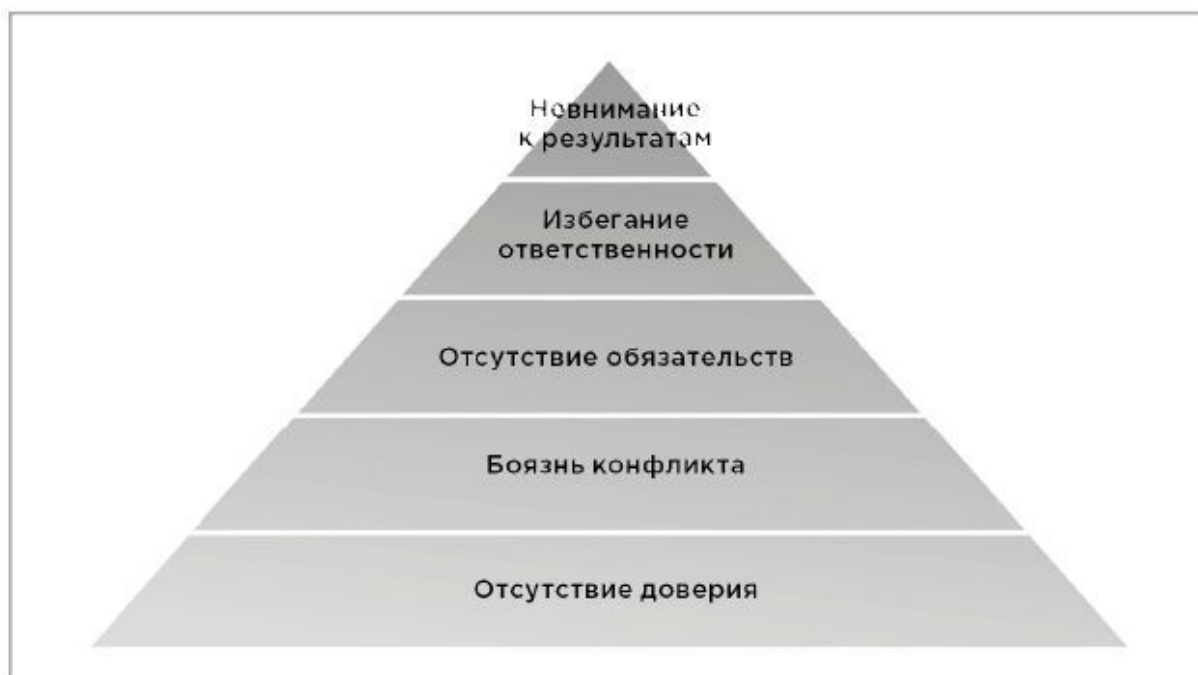 Невнимание
к результатам
Избегание
ответственности
Отсутствие обязательств
Боязнь конфликта
Отсутствие доверия